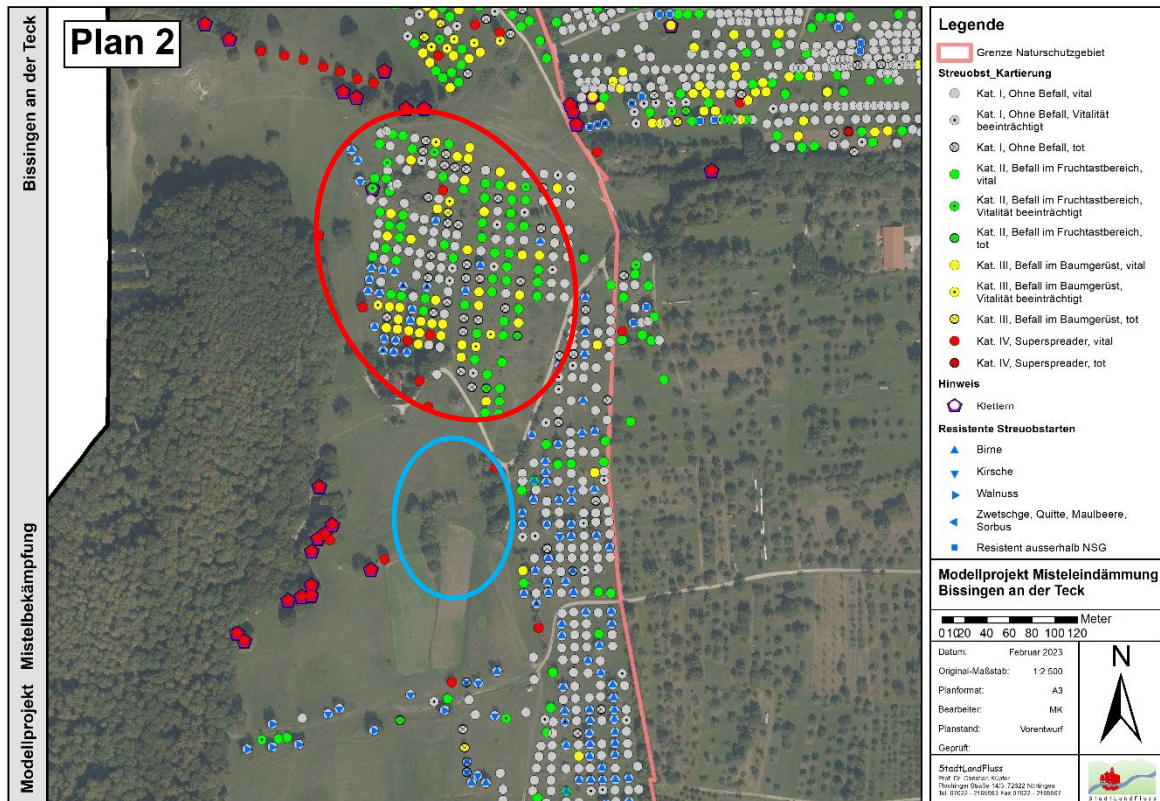 Plan 2
Bissingen an der Teck
Modellprojekt Mistelbekämpfung
Legende
Grenze Naturschutzgebiet
Streuobst_Kartierung
Kat. I, Ohne Befall, vital
Kat. I, Ohne Befall, Vitalität
beeinträchtigt
Kat. I, Ohne Befall, tot
Kat. II, Befall im Fruchtastbereich,
vital
Kat. II, Befall im Fruchtastbereich,
Vitalität beeinträchtigt
Kat. II, Befall im Fruchtastbereich,
tot
Kat. III, Befall im Baumgerüst, vital
Kat. III, Befall im Baumgerüst,
Vitalität beeinträchtigt
Kat. III, Befall im Baumgerüst, tot
Kat. IV, Superspreader, vital
Kat. IV, Superspreader, tot
Hinweis
Klettern
Resistente Streuobstarten
Birne
Kirsche
Walnuss
Zwetschge, Quitte, Maulbeere,
Sorbus
Resistent ausserhalb NSG
Modellprojekt Misteleindämmung
Bissingen an der Teck
Meter
0 10 20 40 60 80 100 120
Datum: Februar 2023
Original-Maßstab: 1:2.500
Planformat: A3
Bearbeiter: MK
Planstand: Vorentwurf
Geprüft:
N
StadtLandFluss
Prof. Dr. Christian Küpfer
StadtLandFluss